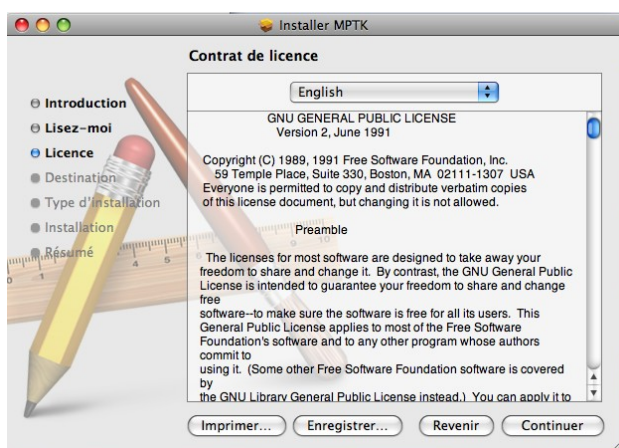 Installer MPTK
Contrat de licence
English
Introduction
Lisez-moi
Licence
Destination
Type d'installation
Installation
Résumé
GNU GENERAL PUBLIC LICENSE
Version 2, June 1991
Copyright (C) 1989, 1991 Free Software Foundation, Inc.
59 Temple Place, Suite 330, Boston, MA 02111-1307 USA
Everyone is permitted to copy and distribute verbatim copies
of this license document, but changing it is not allowed.
Preamble
The licenses for most software are designed to take away your
freedom to share and change it. By contrast, the GNU General Public
License is intended to guarantee your freedom to share and change
free
software--to make sure the software is free for all its users. This
General Public License applies to most of the Free Software
Foundation's software and to any other program whose authors
commit to
using it. (Some other Free Software Foundation software is covered
by
the GNU Library General Public License instead.) You can apply it to
Imprimer...
Enregistrer...
Revenir
Continuer